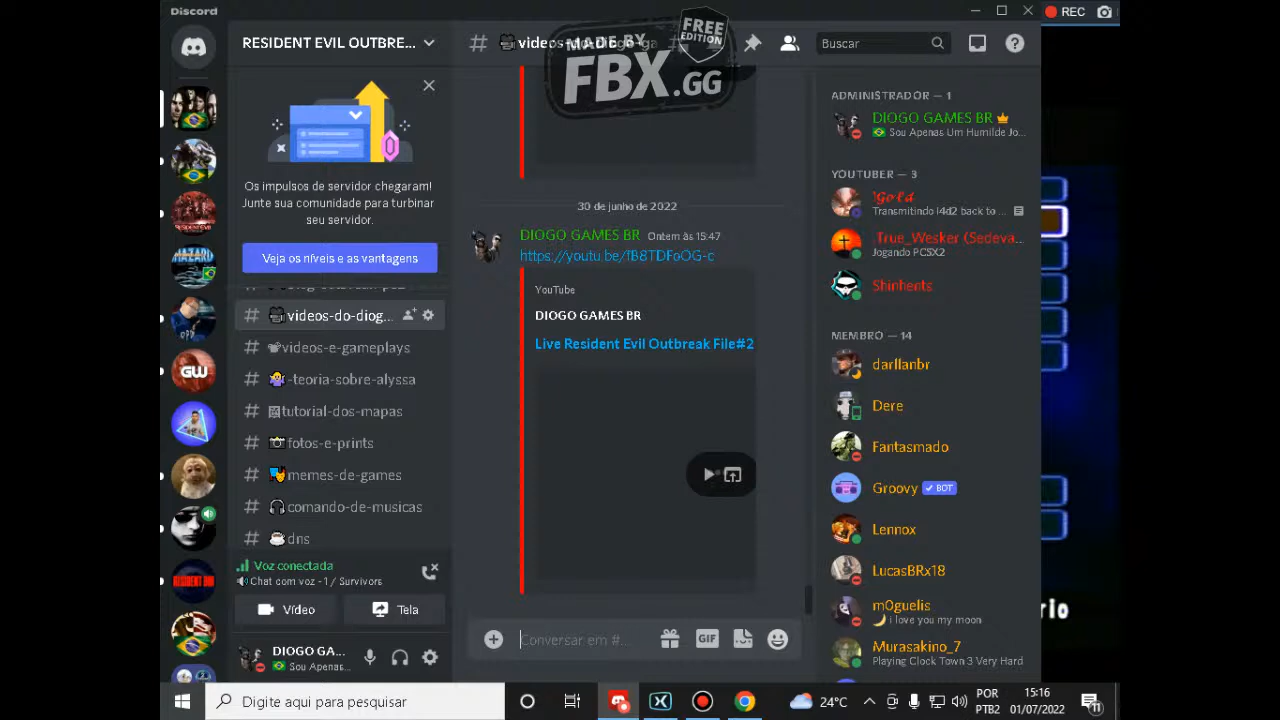 Discord
REC
RESIDENT EVIL OUTBRE...
Buscar
MADE BY
FBX.GG
FREE
EDITION
Os impulsos de servidor chegaram!
Junte sua comunidade para turbinar
seu servidor.
Veja os níveis e as vantagens
videos-do-diog...
videos-e-gameplays
-teoria-sobre-alyssa
tutorial-dos-mapas
fotos-e-prints
memes-de-games
comando-de-musicas
dns
Voz conectada
Chat com voz - 1 / Survivors
Vídeo
Tela
DIOGO GA...
Sou Apenas...
30 de junho de 2022
DIOGO GAMES BR Ontem às 15:47
https://youtu.be/fB8TDFoOG-c
YouTube
DIOGO GAMES BR
Live Resident Evil Outbreak File#2
Conversar em #...
GIF
ADMINISTRADOR — 1
DIOGO GAMES BR
Sou Apenas Um Humilde Jo...
YOUTUBER — 3
!Gold
Transmitindo l4d2 back to ...
.True_Wesker (Sedeva...
Jogando PCSX2
Shinhents
MEMBRO — 14
darllanbr
Dere
Fantasmado
Groovy BOT
Lennox
LucasBRx18
m0guelis
i love you my moon
Murasakino_7
Playing Clock Town 3 Very Hard
rio
Digite aqui para pesquisar
24°C
POR
PTB2
15:16
01/07/2022
11